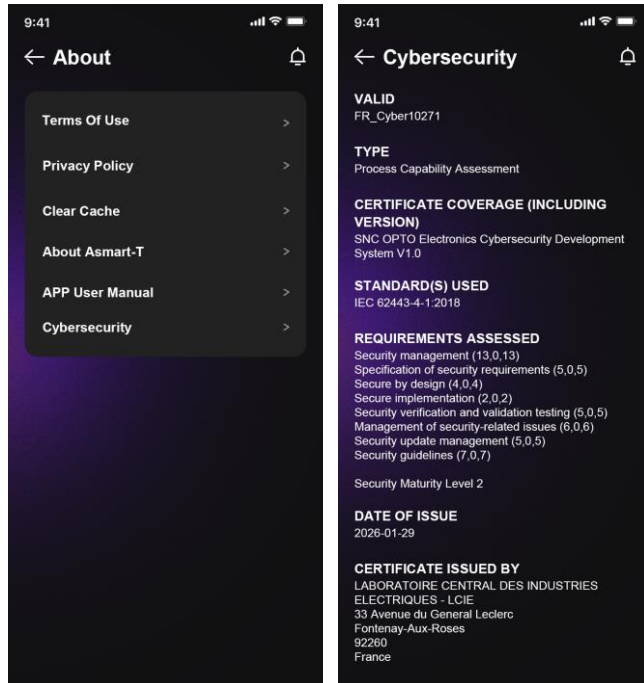 9:41
← About
Terms Of Use >
Privacy Policy >
Clear Cache >
About Asmart-T >
APP User Manual >
Cybersecurity >
9:41
← Cybersecurity
VALID
FR_Cyber10271
TYPE
Process Capability Assessment
CERTIFICATE COVERAGE (INCLUDING
VERSION)
SNC OPTO Electronics Cybersecurity Development
System V1.0
STANDARD(S) USED
IEC 62443-4-1:2018
REQUIREMENTS ASSESSED
Security management (13,0,13)
Specification of security requirements (5,0,5)
Secure by design (4,0,4)
Secure implementation (2,0,2)
Security verification and validation testing (5,0,5)
Management of security-related issues (6,0,6)
Security update management (5,0,5)
Security guidelines (7,0,7)
Security Maturity Level 2
DATE OF ISSUE
2026-01-29
CERTIFICATE ISSUED BY
LABORATOIRE CENTRAL DES INDUSTRIES
ELECTRIQUES - LCIE
33 Avenue du General Leclerc
Fontenay-Aux-Roses
92260
France